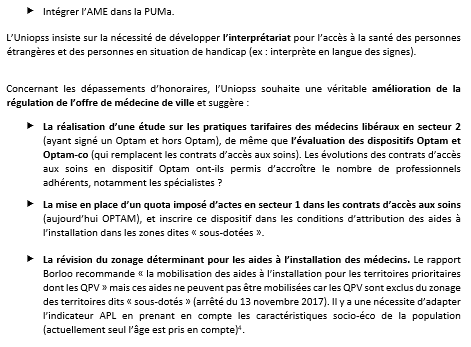 ► Intégrer l'AME dans la PUMa.
L'Uniopss insiste sur la nécessité de développer l'interprétariat pour l'accès à la santé des personnes
étrangères et des personnes en situation de handicap (ex : interprète en langue des signes).
Concernant les dépassements d'honoraires, l'Uniopss souhaite une véritable amélioration de la
régulation de l'offre de médecine de ville et suggère :
► La réalisation d'une étude sur les pratiques tarifaires des médecins libéraux en secteur 2
(ayant signé un Optam et hors Optam), de même que l'évaluation des dispositifs Optam et
Optam-co (qui remplacent les contrats d'accès aux soins). Les évolutions des contrats d'accès
aux soins en dispositif Optam ont-ils permis d'accroître le nombre de professionnels
adhérents, notamment les spécialistes ?
► La mise en place d'un quota imposé d'actes en secteur 1 dans les contrats d'accès aux soins
(aujourd'hui OPTAM), et inscrire ce dispositif dans les conditions d'attribution des aides à
l'installation dans les zones dites « sous-dotées ».
► La révision du zonage déterminant pour les aides à l'installation des médecins. Le rapport
Borloo recommande « la mobilisation des aides à l'installation pour les territoires prioritaires
dont les QPV » mais ces aides ne peuvent pas être mobilisées car les QPV sont exclus du zonage
des territoires dits « sous-dotés » (arrêté du 13 novembre 2017). Il y a une nécessité d'adapter
l'indicateur APL en prenant en compte les caractéristiques socio-éco de la population
(actuellement seul l'âge est pris en compte)⁴.